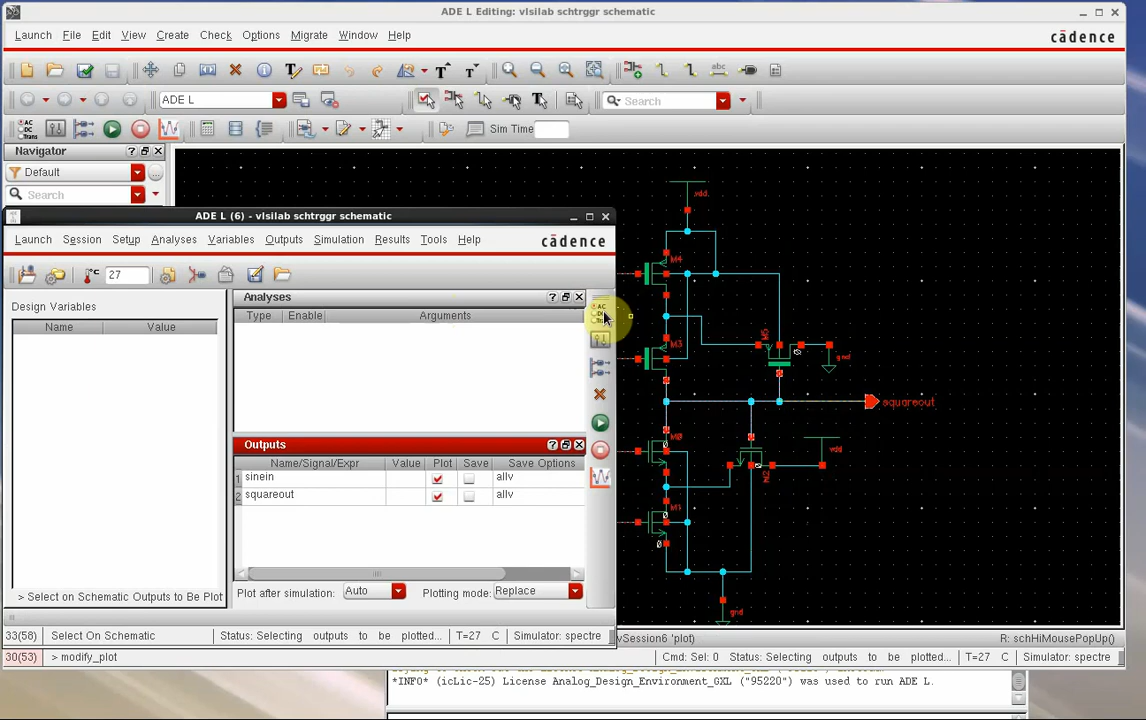 ADE L Editing: vlsilab schtrggr schematic
Launch File Edit View Create Check Options Migrate Window Help
cādence
ADE L
Search
AC
DC
Trans
Sim Time
Navigator
Default
Search
ADE L (6) - vlsilab schtrggr schematic
Launch Session Setup Analyses Variables Outputs Simulation Results Tools Help
cādence
27
Design Variables
Name Value
Analyses
Type Enable Arguments
AC
Outputs
Name/Signal/Expr Value Plot Save Save Options
1 sinein allv
2 squareout allv
> Select on Schematic Outputs to Be Plot
Plot after simulation: Auto Plotting mode: Replace
33(58) Select On Schematic Status: Selecting outputs to be plotted... T=27 C Simulator: spectre
vdd
M4
M3
M5
gnd
squareout
M0
vdd
M2
M1
gnd
vSession6 'plot) R: schHiMousePopUp()
30(53) > modify_plot Cmd: Sel: 0 Status: Selecting outputs to be plotted... T=27 C Simulator: spectre
*INFO* (icLic-25) License Analog_Design_Environment_GXL ("95220") was used to run ADE L.